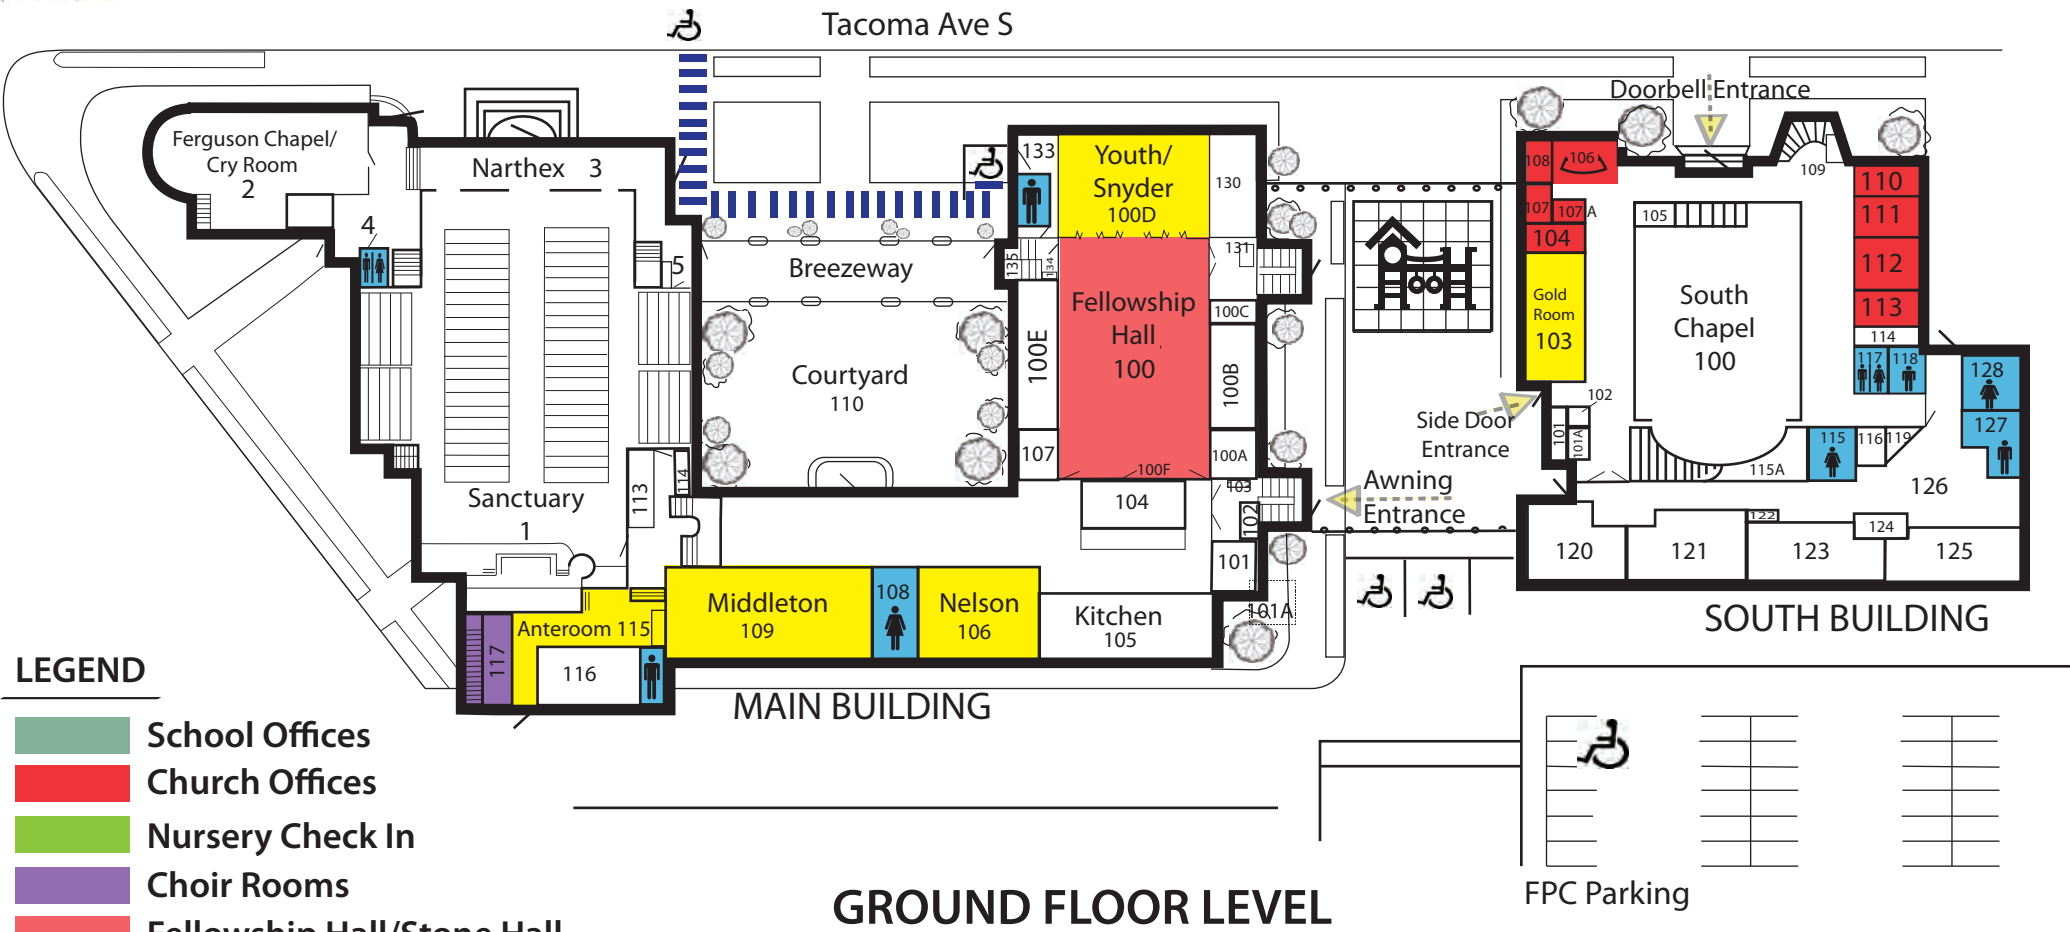 Tacoma Ave S
Doorbell Entrance
Ferguson Chapel/
Cry Room
2
Narthex 3
4
5
133
Youth/
Snyder
100D
130
131
135
134
Breezeway
Courtyard
110
Fellowship
Hall
100
100E
100C
100B
100A
107
100F
104
103
102
101
101A
Sanctuary
1
113
114
Anteroom 115
116
117
Middleton
109
108
Nelson
106
Kitchen
105
MAIN BUILDING
108
106
107
107A
104
Gold
Room
103
102
101
101A
105
109
110
111
112
113
114
117
118
South
Chapel
100
Side Door
Entrance
Awning
Entrance
115
116
119
115A
128
127
126
120
121
122
123
124
125
SOUTH BUILDING
FPC Parking
LEGEND
School Offices
Church Offices
Nursery Check In
Choir Rooms
Fellowship Hall/Stone Hall
GROUND FLOOR LEVEL